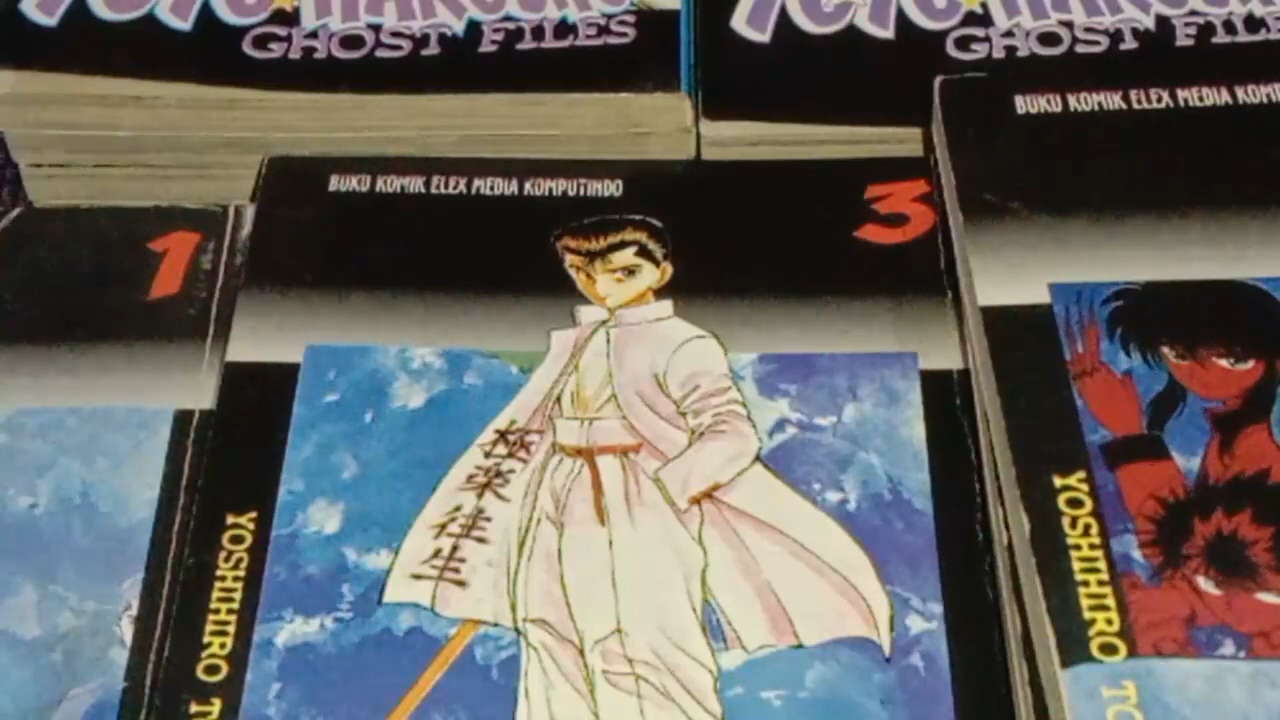 GHOST FILES
GHOST FILE
BUKU KOMIK ELEX MEDIA KOMP
BUKU KOMIK ELEX MEDIA KOMPUTINDO
3
1
極楽往生
YOSHIHIRO
YOSHIHIRO